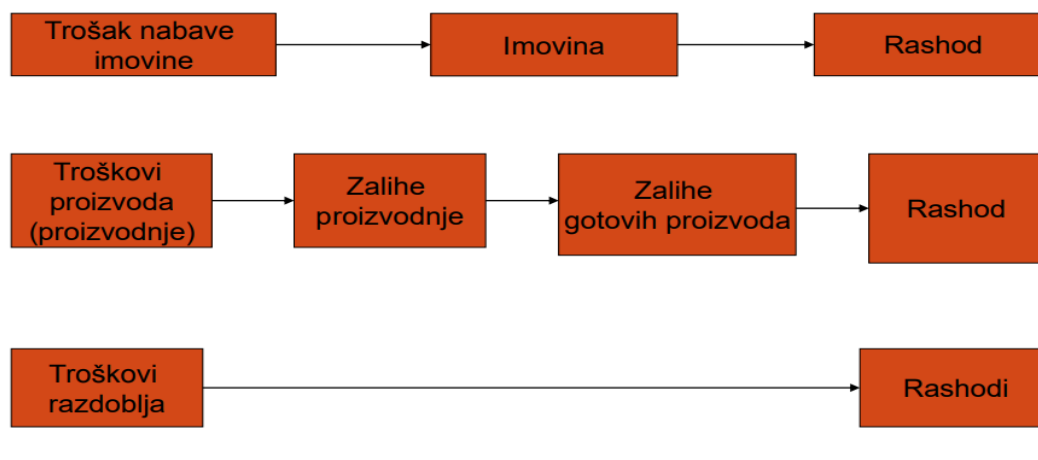 Trošak nabave
imovine
Imovina
Rashod
Troškovi
proizvoda
(proizvodnje)
Zalihe
proizvodnje
Zalihe
gotovih proizvoda
Rashod
Troškovi
razdoblja
Rashodi